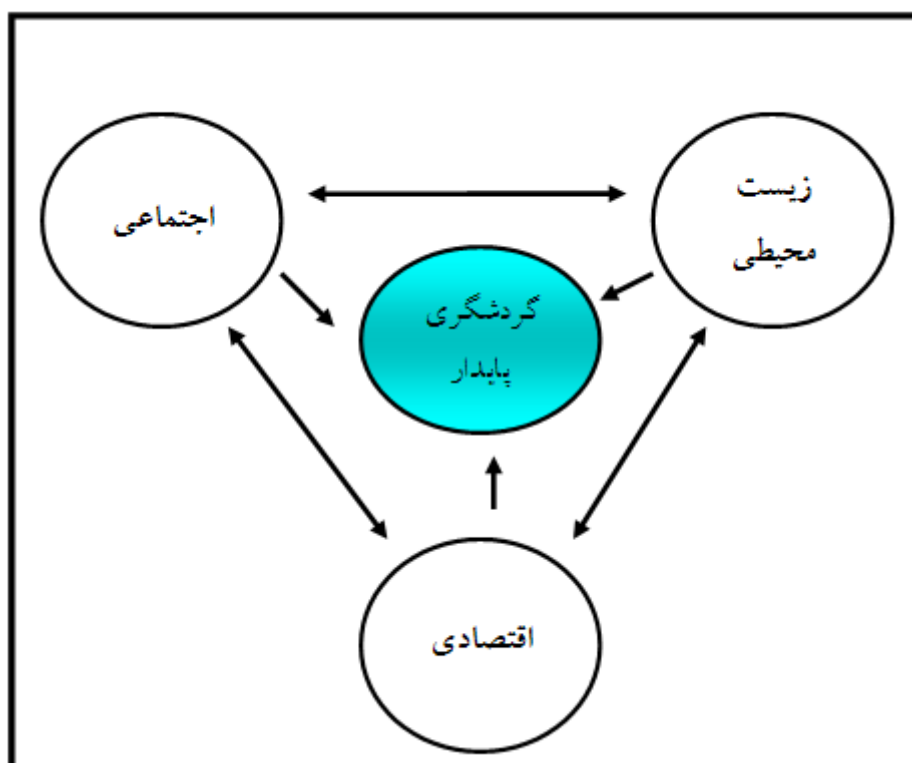 زیست
محیطی
اجتماعی
گردشگری
پایدار
اقتصادی